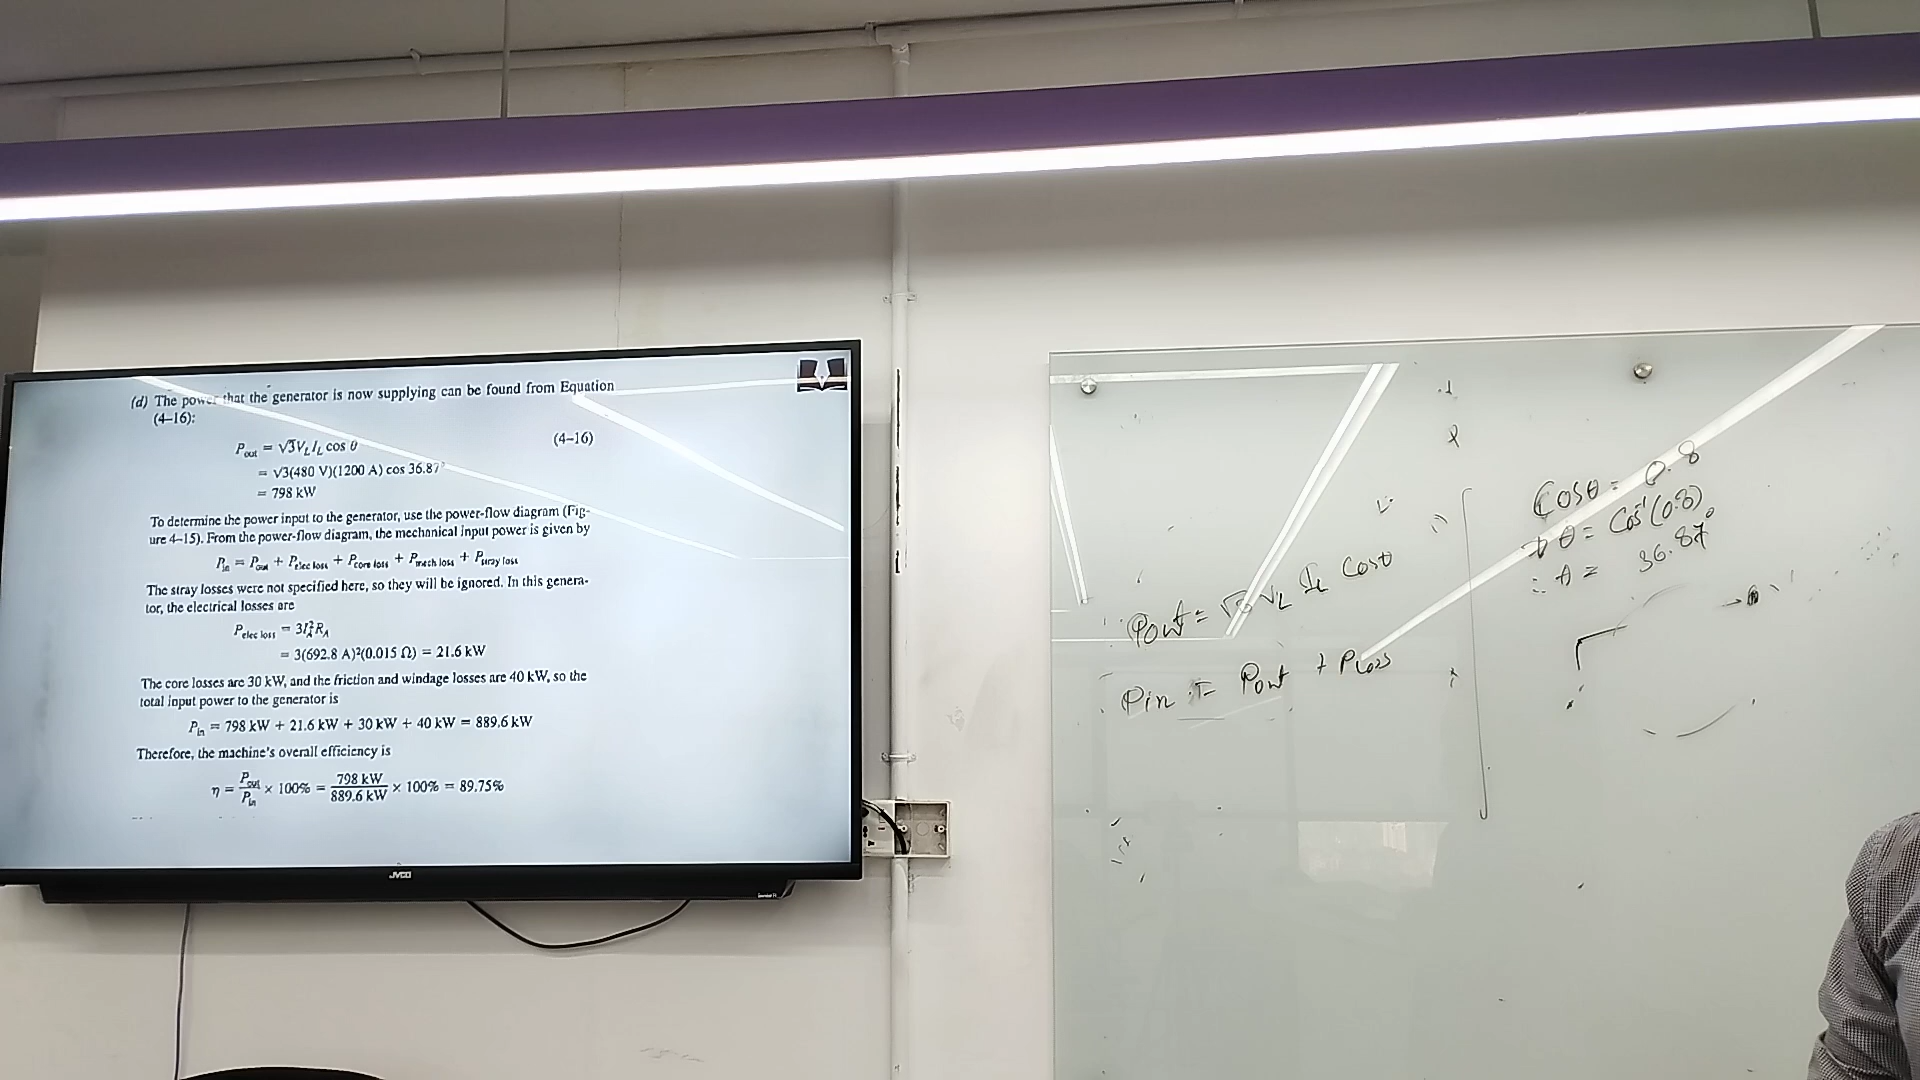 (d) The power that the generator is now supplying can be found from Equation
(4–16):
P_out = √3V_L I_L cos θ (4–16)
= √3(480 V)(1200 A) cos 36.87°
= 798 kW
To determine the power input to the generator, use the power-flow diagram (Fig-
ure 4–15). From the power-flow diagram, the mechanical input power is given by
P_in = P_out + P_elec loss + P_core loss + P_mech loss + P_stray loss
The stray losses were not specified here, so they will be ignored. In this genera-
tor, the electrical losses are
P_elec loss = 3I_A²R_A
= 3(692.8 A)²(0.015 Ω) = 21.6 kW
The core losses are 30 kW, and the friction and windage losses are 40 kW, so the
total input power to the generator is
P_in = 798 kW + 21.6 kW + 30 kW + 40 kW = 889.6 kW
Therefore, the machine's overall efficiency is
η = P_out/P_in × 100% = 798 kW/889.6 kW × 100% = 89.75%
JVCO
Pout = √3 V_L I_L Cosθ
Pin = Pout + PLoss
Cosθ = 0.8
θ = Cos⁻¹(0.8)
∴ θ = 36.87°